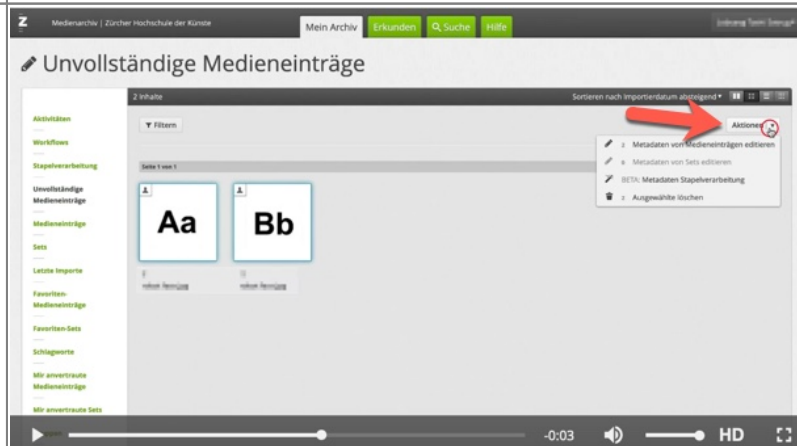 Z
Medienarchiv | Zürcher Hochschule der Künste
Mein Archiv
Erkunden
Suche
Hilfe
Unvollständige Medieneinträge
2 Inhalte
Sortieren nach Importierdatum absteigend
Aktivitäten
Workflows
Stapelverarbeitung
Unvollständige
Medieneinträge
Medieneinträge
Sets
Letzte Importe
Favoriten-
Medieneinträge
Favoriten-Sets
Schlagworte
Mir anvertraute
Medieneinträge
Mir anvertraute Sets
Filtern
Aktionen
2 Metadaten von Medieneinträgen editieren
Metadaten von Sets editieren
BETA: Metadaten Stapelverarbeitung
2 Ausgewählte löschen
Seite 1 von 1
Aa
Bb
-0:03
HD